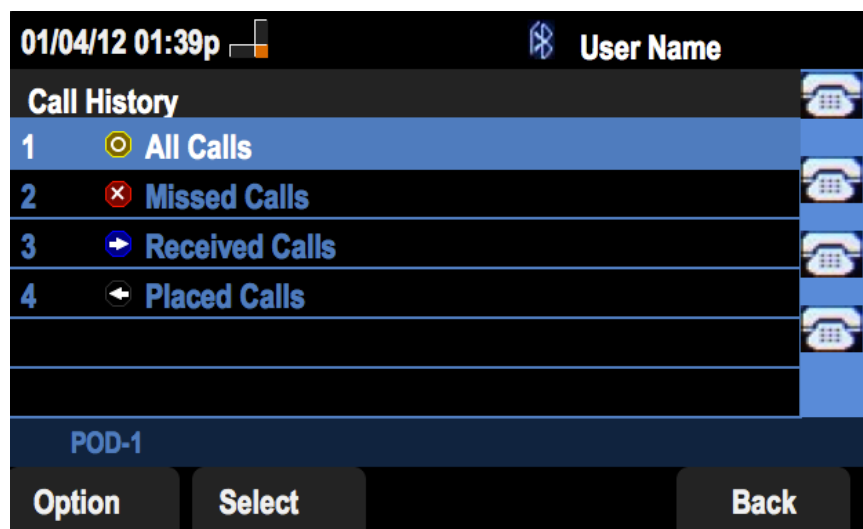 01/04/12 01:39p User Name
Call History
1 All Calls
2 Missed Calls
3 Received Calls
4 Placed Calls
POD-1
Option Select Back